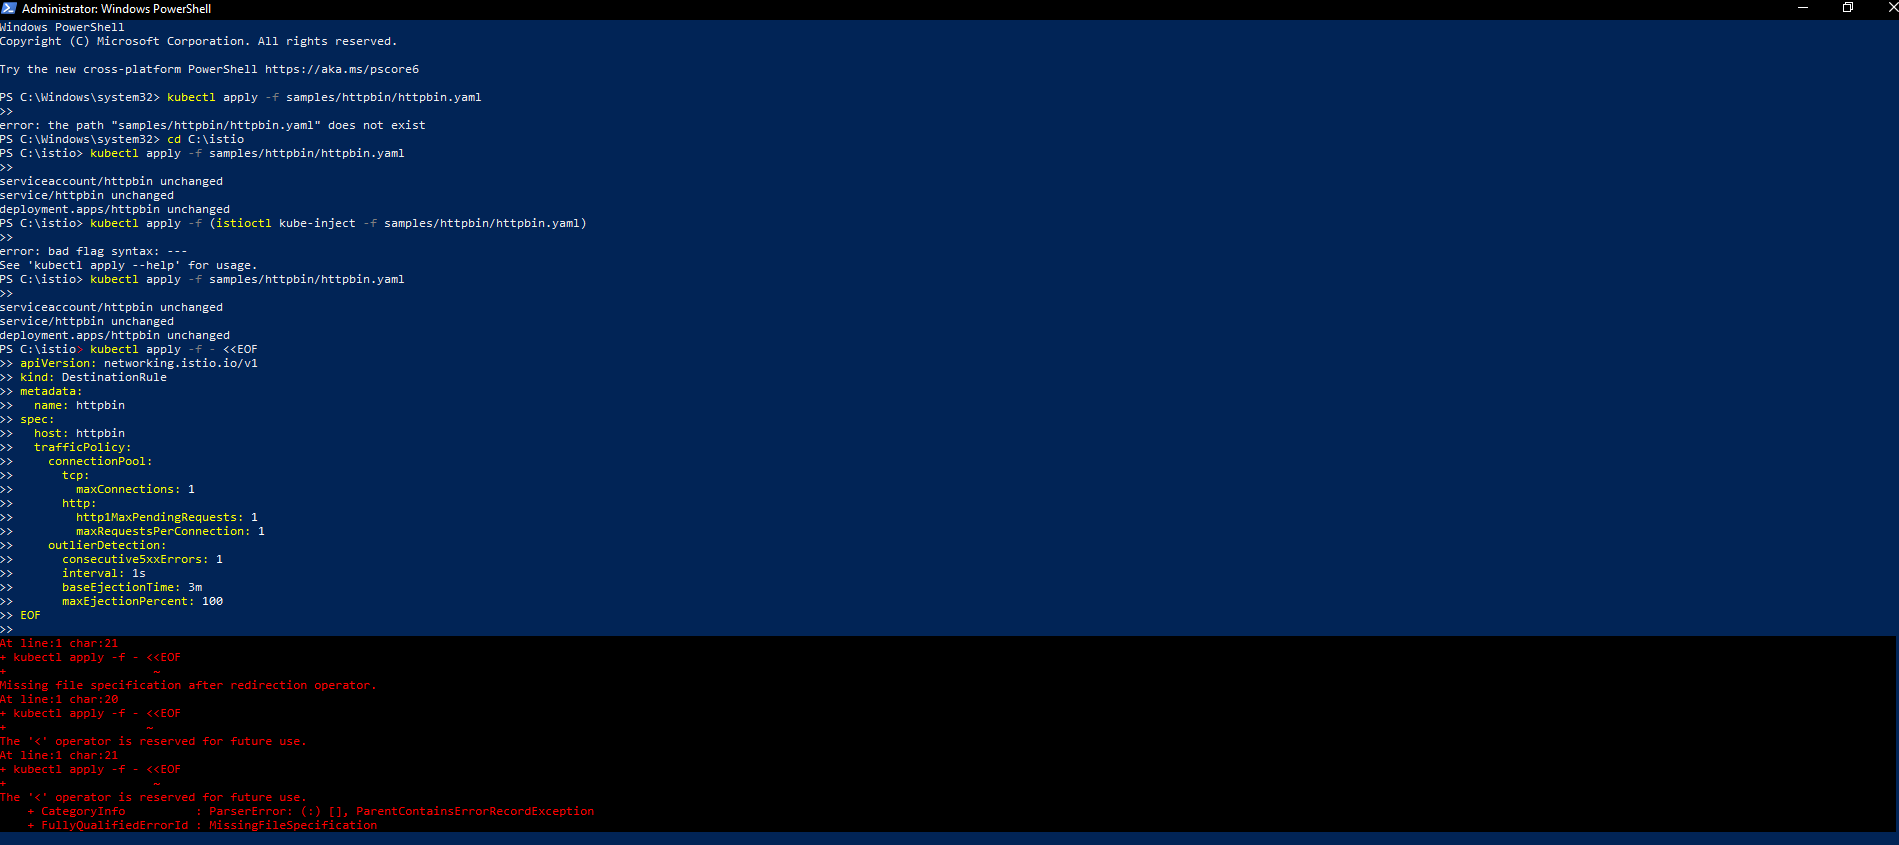 Administrator: Windows PowerShell
Windows PowerShell
Copyright (C) Microsoft Corporation. All rights reserved.
Try the new cross-platform PowerShell https://aka.ms/pscore6
PS C:\Windows\system32> kubectl apply -f samples/httpbin/httpbin.yaml
>>
error: the path "samples/httpbin/httpbin.yaml" does not exist
PS C:\Windows\system32> cd C:\istio
PS C:\istio> kubectl apply -f samples/httpbin/httpbin.yaml
>>
serviceaccount/httpbin unchanged
service/httpbin unchanged
deployment.apps/httpbin unchanged
PS C:\istio> kubectl apply -f (istioctl kube-inject -f samples/httpbin/httpbin.yaml)
>>
error: bad flag syntax: ---
See 'kubectl apply --help' for usage.
PS C:\istio> kubectl apply -f samples/httpbin/httpbin.yaml
>>
serviceaccount/httpbin unchanged
service/httpbin unchanged
deployment.apps/httpbin unchanged
PS C:\istio> kubectl apply -f - <<EOF
>> apiVersion: networking.istio.io/v1
>> kind: DestinationRule
>> metadata:
>>   name: httpbin
>> spec:
>>   host: httpbin
>>   trafficPolicy:
>>     connectionPool:
>>       tcp:
>>         maxConnections: 1
>>       http:
>>         http1MaxPendingRequests: 1
>>         maxRequestsPerConnection: 1
>>     outlierDetection:
>>       consecutive5xxErrors: 1
>>       interval: 1s
>>       baseEjectionTime: 3m
>>       maxEjectionPercent: 100
>> EOF
>>
At line:1 char:21
+ kubectl apply -f - <<EOF
+                     ~
Missing file specification after redirection operator.
At line:1 char:20
+ kubectl apply -f - <<EOF
+                    ~
The '<' operator is reserved for future use.
At line:1 char:21
+ kubectl apply -f - <<EOF
+                     ~
The '<' operator is reserved for future use.
    + CategoryInfo          : ParserError: (:) [], ParentContainsErrorRecordException
    + FullyQualifiedErrorId : MissingFileSpecification